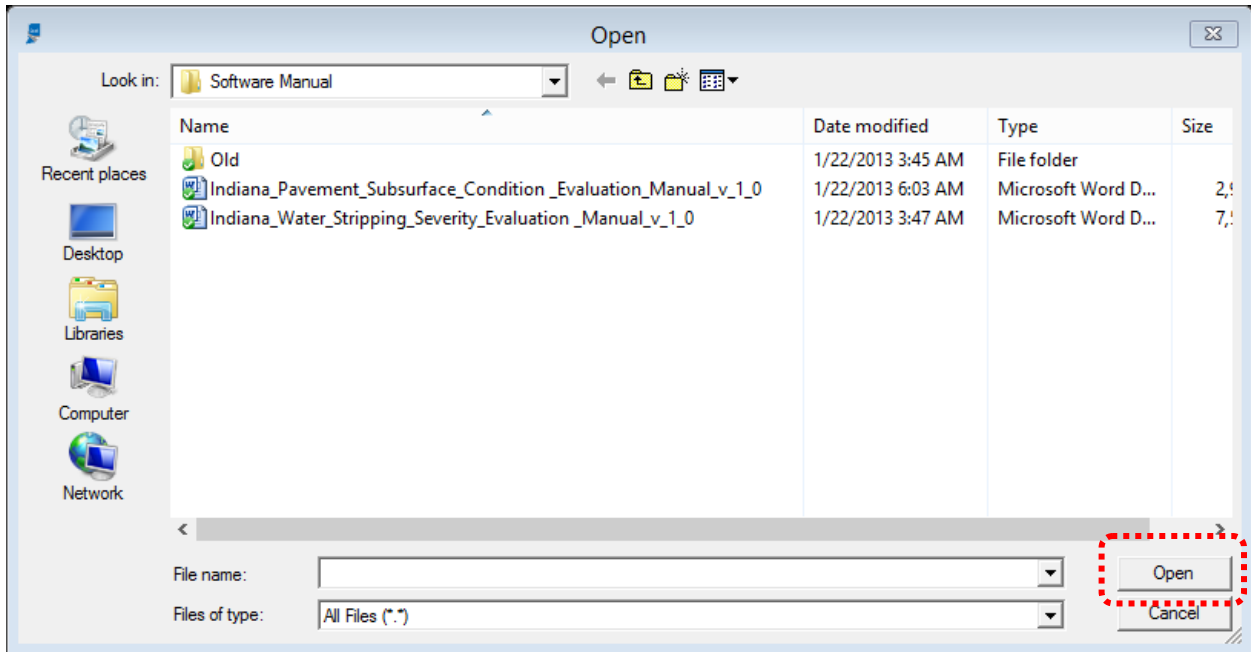 Open
Look in: Software Manual
Name Date modified Type Size
Old 1/22/2013 3:45 AM File folder
Indiana_Pavement_Subsurface_Condition _Evaluation_Manual_v_1_0 1/22/2013 6:03 AM Microsoft Word D... 2,
Indiana_Water_Stripping_Severity_Evaluation _Manual_v_1_0 1/22/2013 3:47 AM Microsoft Word D... 7,
Recent places
Desktop
Libraries
Computer
Network
File name: Open
Files of type: All Files (*.*) Cancel